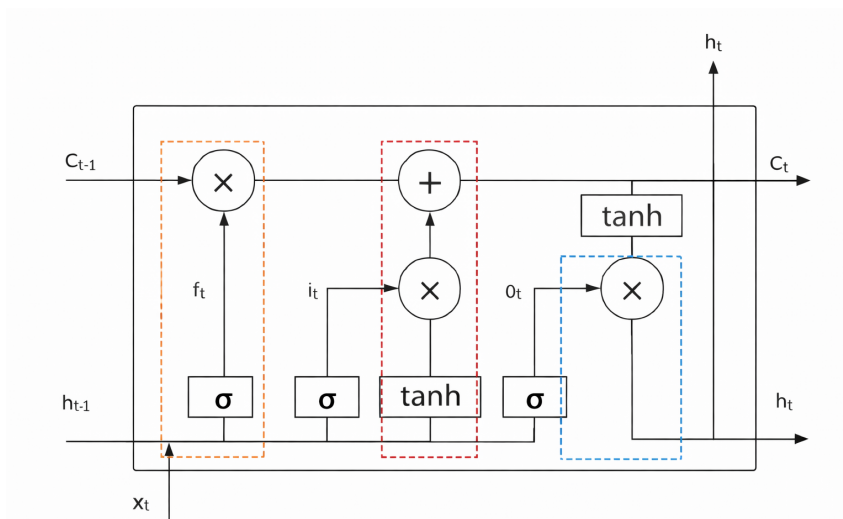 ht
Ct-1
×
+
Ct
tanh
ft
it
×
0t
×
ht-1
σ
σ
tanh
σ
ht
xt